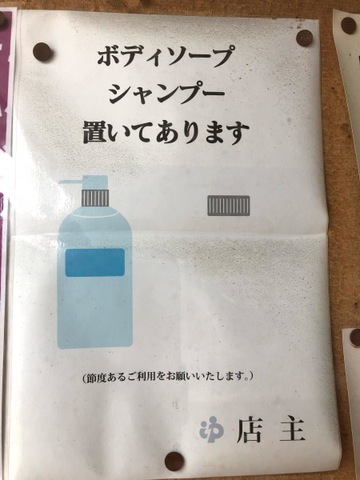 ボディソープ
シャンプー
置いてあります
(節度あるご利用をお願いいたします。)
ゆ 店主